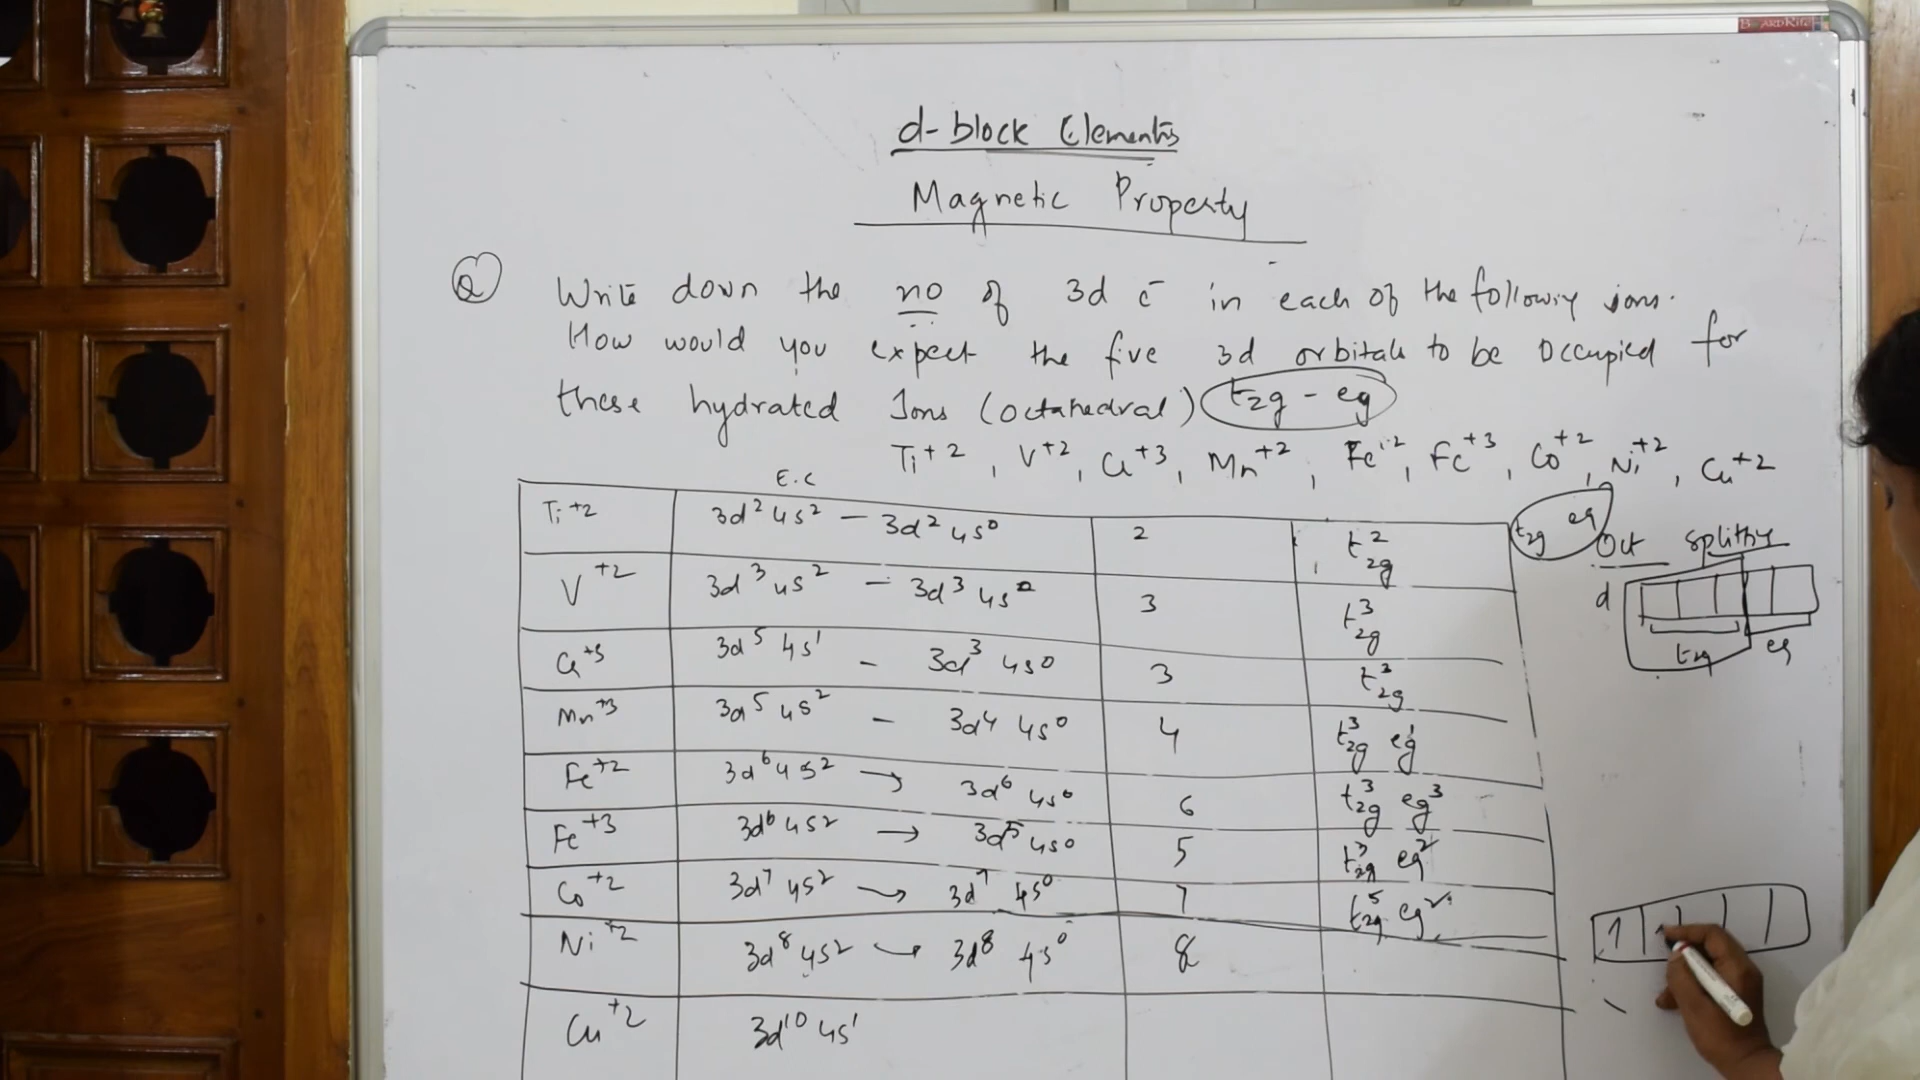 BOARDRITE
d-block Elements
Magnetic Property
Q Write down the no of 3d e⁻ in each of the following ions.
How would you expect the five 3d orbitals to be occupied for
these hydrated Ions (octahedral) t₂g - eg
Ti⁺², V⁺², Cr⁺³, Mn⁺², Fe⁺², Fe⁺³, Co⁺², Ni⁺², Cu⁺²
E.C
Ti⁺² 3d² 4s² – 3d² 4s⁰ 2 t₂g²
V⁺² 3d³ 4s² – 3d³ 4s⁰ 3 t₂g³
Cr⁺³ 3d⁵ 4s¹ – 3d³ 4s⁰ 3 t₂g³
Mn⁺³ 3d⁵ 4s² – 3d⁴ 4s⁰ 4 t₂g³ eg¹
Fe⁺² 3d⁶ 4s² → 3d⁶ 4s⁰ 6 t₂g³ eg³
Fe⁺³ 3d⁶ 4s² → 3d⁵ 4s⁰ 5 t₂g³ eg²
Co⁺² 3d⁷ 4s² → 3d⁷ 4s⁰ 7 t₂g⁵ eg²
Ni⁺² 3d⁸ 4s² → 3d⁸ 4s⁰ 8
Cu⁺² 3d¹⁰ 4s¹
t₂g eg
Oct splitting
d
t₂g eg
1 1